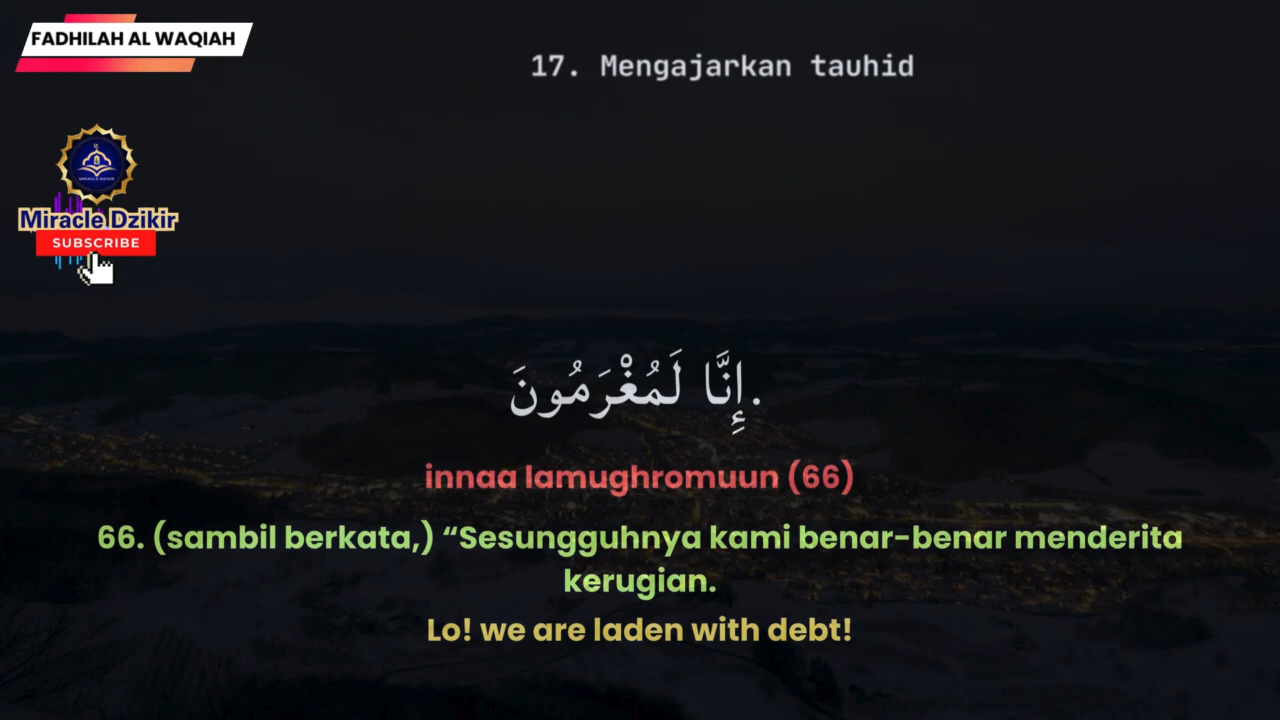 FADHILAH AL WAQIAH
17. Mengajarkan tauhid
Miracle Dzikir
SUBSCRIBE
إِنَّا لَمُغْرَمُونَ.
innaa lamughromuun (66)
66. (sambil berkata,) “Sesungguhnya kami benar-benar menderita
kerugian.
Lo! we are laden with debt!